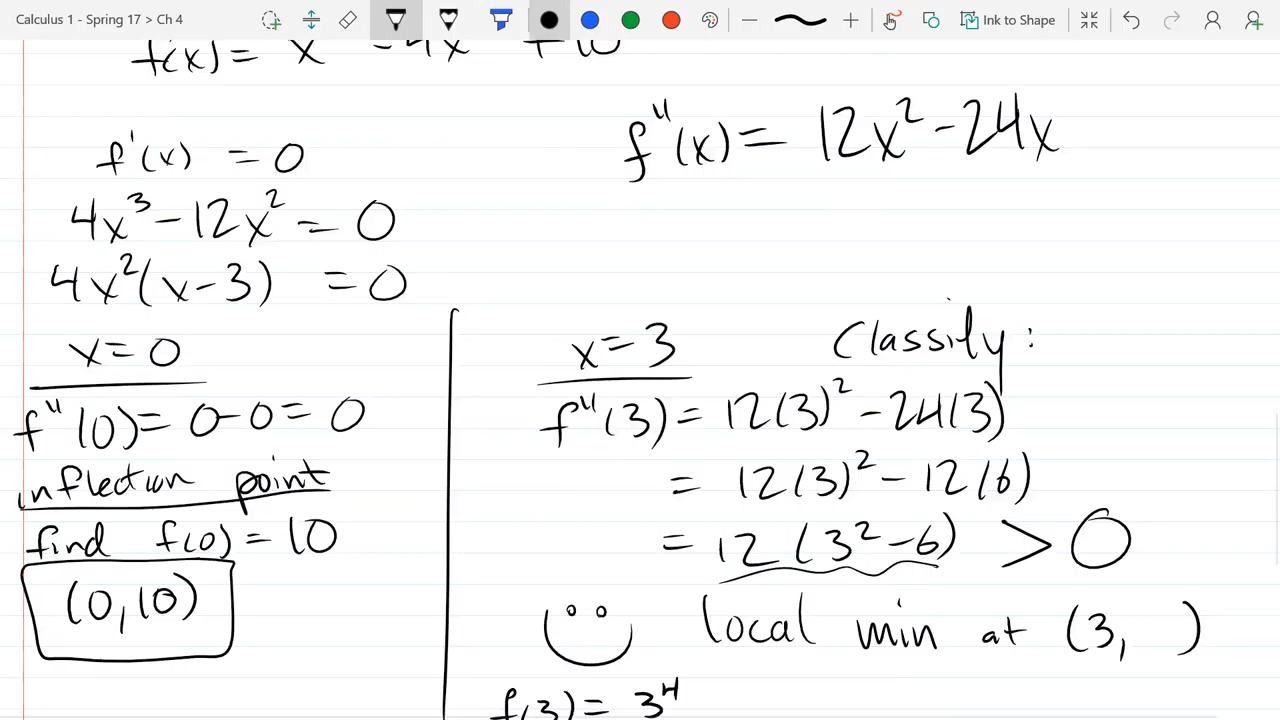 Calculus 1 - Spring 17 > Ch 4
Ink to Shape
f(x) = x - 4x + 10
f''(x) = 12x² - 24x
f'(x) = 0
4x³ - 12x² = 0
4x²(x - 3) = 0
x = 0
f''(0) = 0 - 0 = 0
inflection point
find f(0) = 10
(0, 10)
x = 3 Classify:
f''(3) = 12(3)² - 24(3)
= 12(3)² - 12(6)
= 12(3² - 6) > 0
local min at (3, )
f(3) = 3⁴